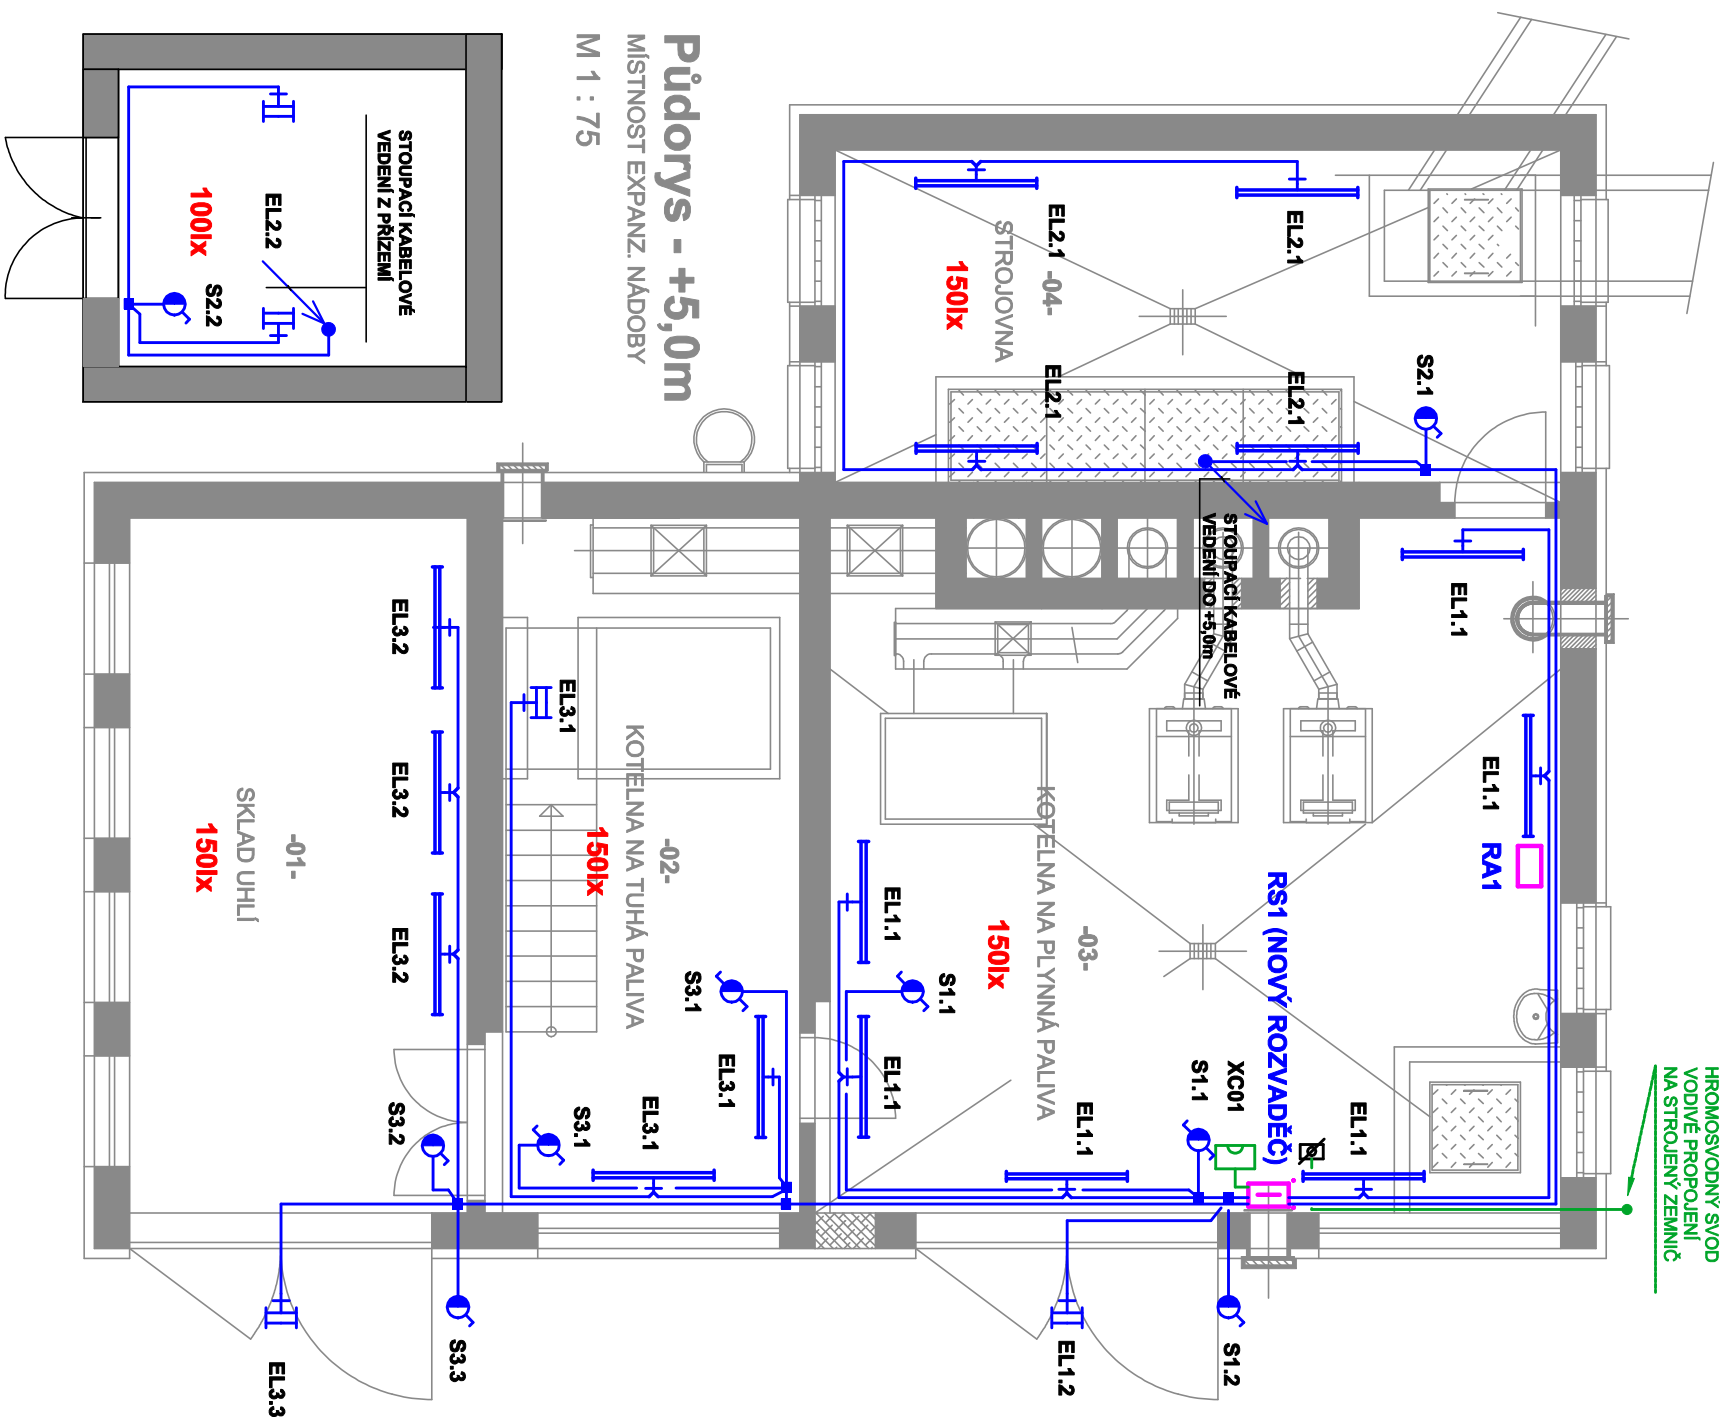 Půdorys - +5,0m
MÍSTNOST EXPANZ. NÁDOBY
M 1 : 75
STOUPACÍ KABELOVÉ
VEDENÍ Z PŘÍZEMÍ
EL2.2
100lx
S2.2
EL2.1
EL2.1
-04-
STROJOVNA
150lx
EL2.1
EL2.1
S2.1
STOUPACÍ KABELOVÉ
VEDENÍ DO +5,0m
EL1.1
EL1.1
RA1
RS1 (NOVÝ ROZVADĚČ)
-03-
KOTELNA NA PLYNNÁ PALIVA
150lx
EL1.1
S1.1
EL1.1
EL1.1
S1.1
XC01
EL1.1
HROMOSVODNÝ SVOD
VODIVÉ PROPOJENÍ
NA STROJENÝ ZEMNIČ
EL3.1
-02-
KOTELNA NA TUHÁ PALIVA
150lx
S3.1
EL3.1
EL3.1
S3.1
EL3.2
EL3.2
EL3.2
-01-
SKLAD UHLÍ
150lx
S3.2
S3.3
EL3.3
EL1.2
S1.2